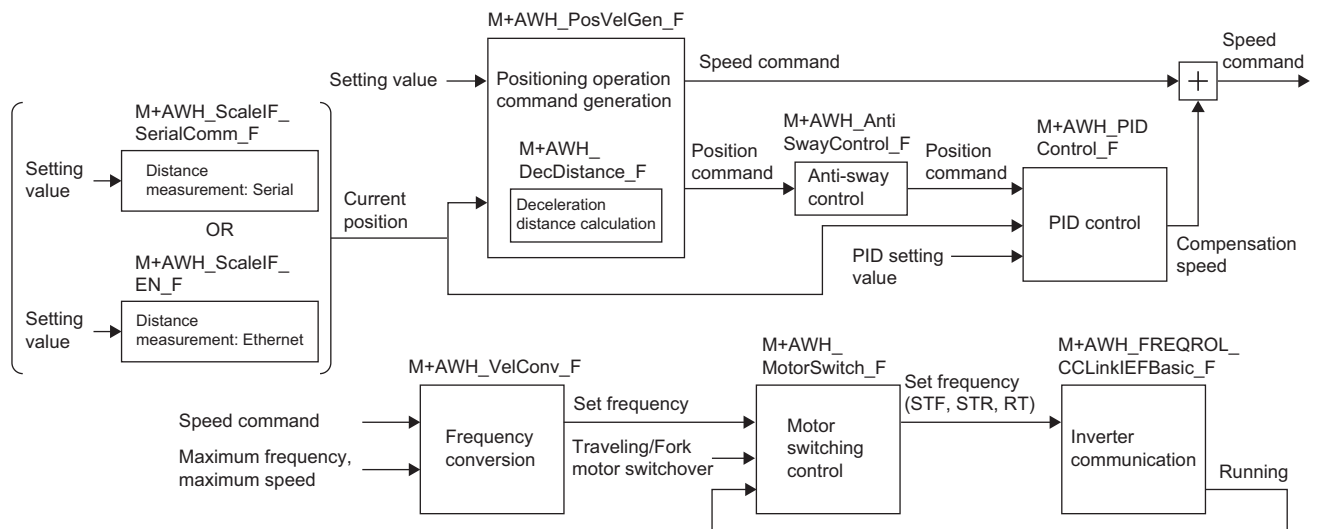 M+AWH_PosVelGen_F
Setting value
Positioning operation
command generation
M+AWH_
DecDistance_F
Deceleration
distance calculation
Speed command
Speed
command
+
M+AWH_ScaleIF_
SerialComm_F
Setting
value
Distance
measurement: Serial
OR
M+AWH_ScaleIF_
EN_F
Setting
value
Distance
measurement: Ethernet
Current
position
Position
command
M+AWH_Anti
SwayControl_F
Anti-sway
control
Position
command
M+AWH_PID
Control_F
PID control
PID setting
value
Compensation
speed
M+AWH_VelConv_F
Speed command
Maximum frequency,
maximum speed
Frequency
conversion
Set frequency
Traveling/Fork
motor switchover
M+AWH_
MotorSwitch_F
Motor
switching
control
Set frequency
(STF, STR, RT)
M+AWH_FREQROL_
CCLinkIEFBasic_F
Inverter
communication
Running